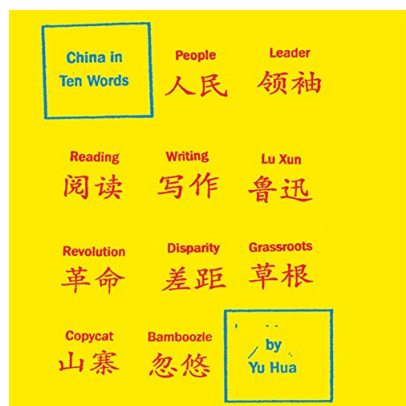 China in
Ten Words
People
人民
Leader
领袖
Reading
阅读
Writing
写作
Lu Xun
鲁迅
Revolution
革命
Disparity
差距
Grassroots
草根
Copycat
山寨
Bamboozle
忽悠
by
Yu Hua